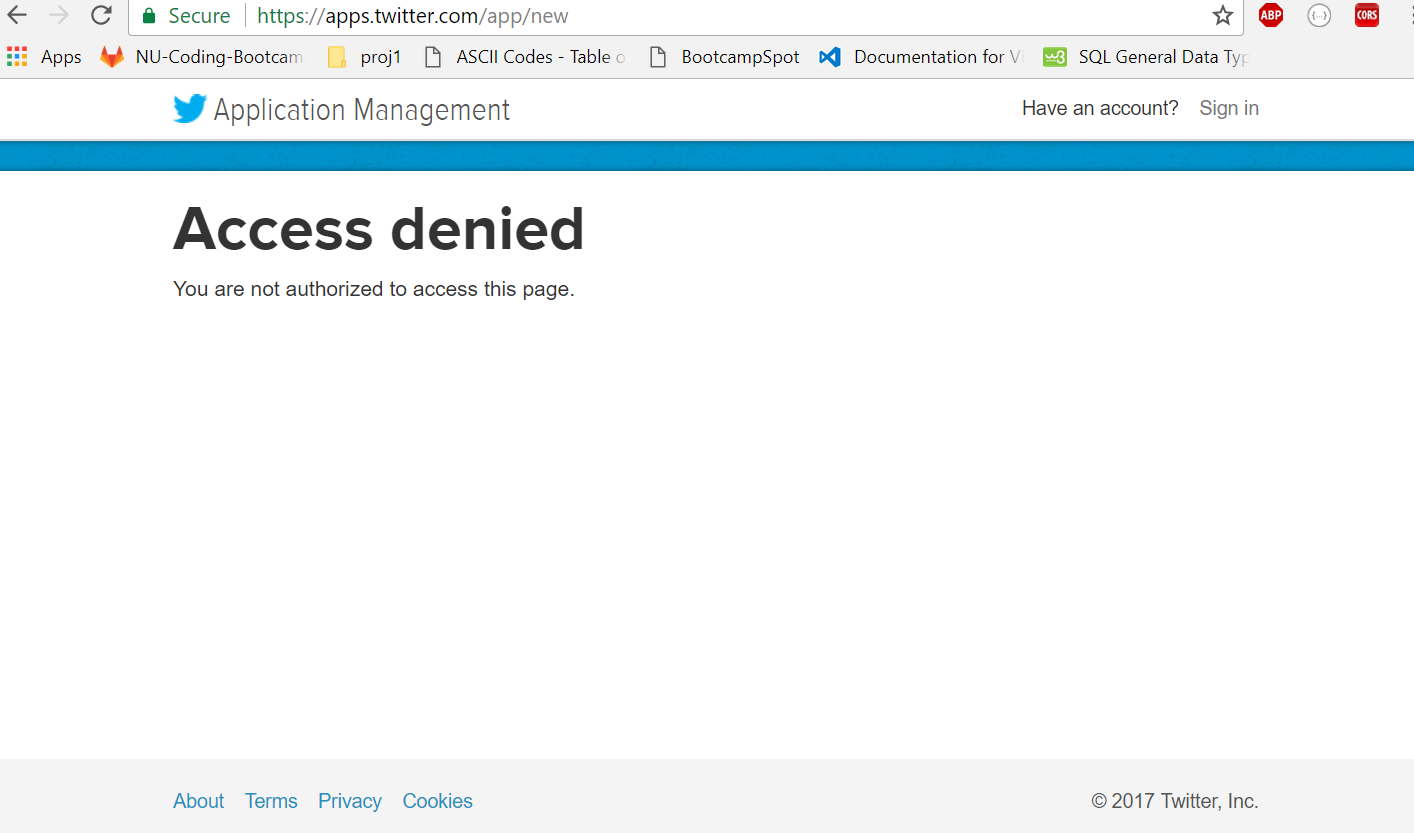 Secure https://apps.twitter.com/app/new ABP {...} CORS
Apps NU-Coding-Bootcam proj1 ASCII Codes - Table o BootcampSpot Documentation for Vi w3 SQL General Data Typ
Application Management Have an account? Sign in
Access denied
You are not authorized to access this page.
About Terms Privacy Cookies © 2017 Twitter, Inc.